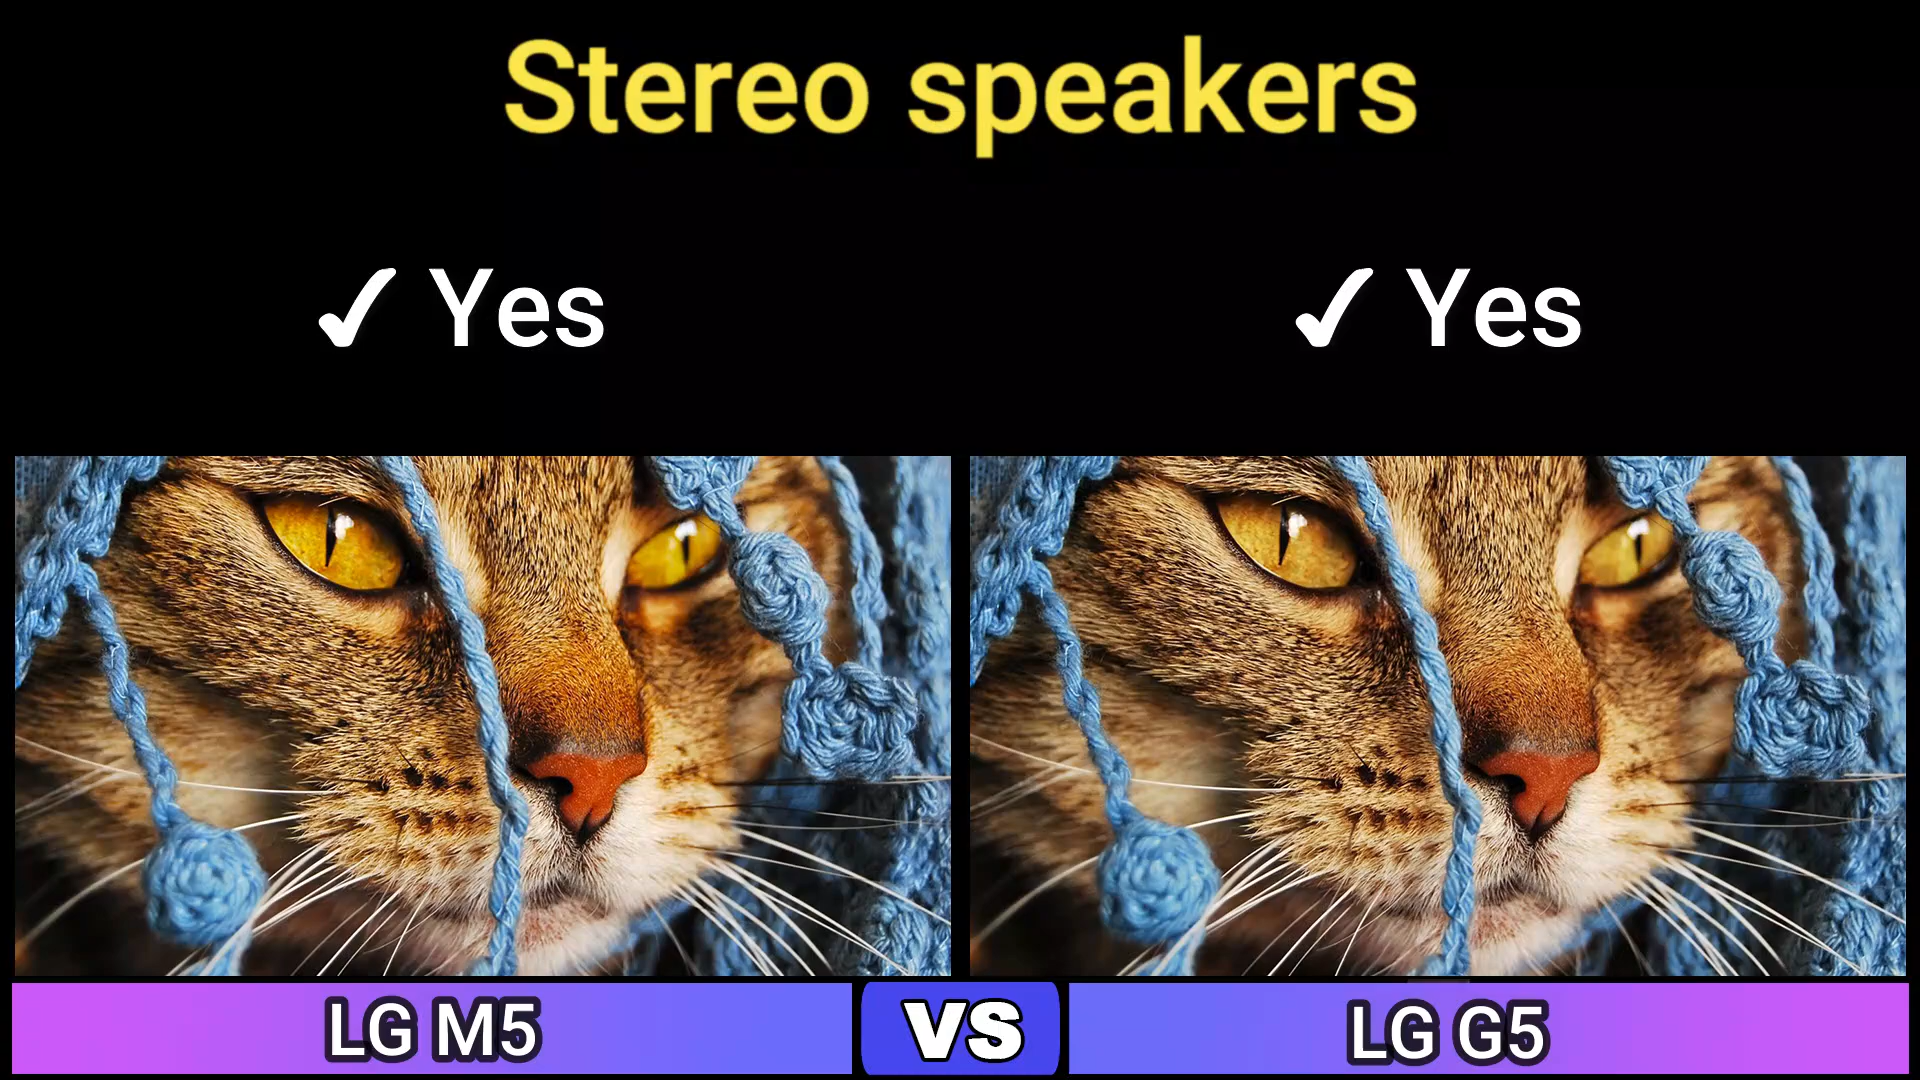 Stereo speakers
✔ Yes
✔ Yes
LG M5
VS
LG G5